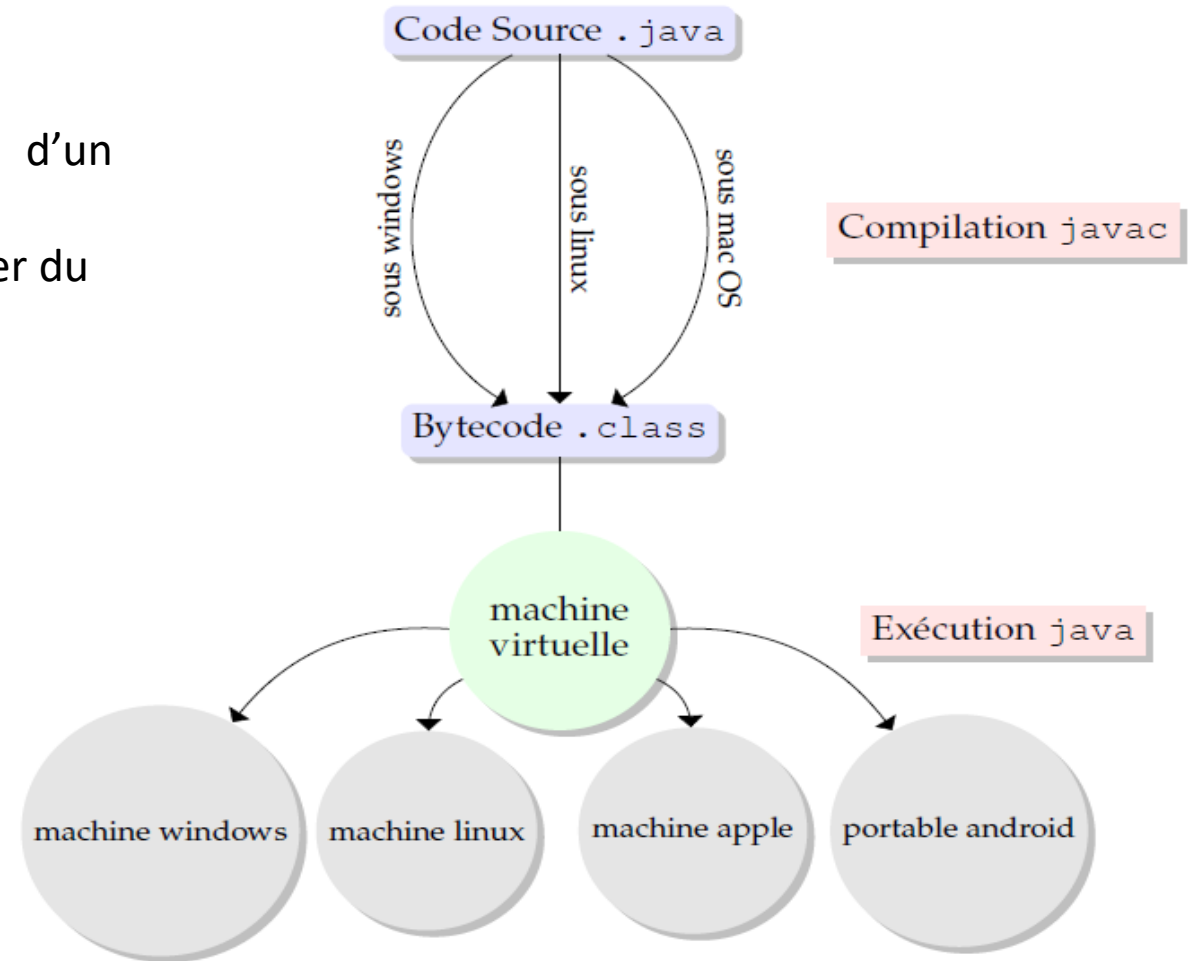 Code Source .java
d’un
er du
sous windows
sous linux
sous mac OS
Compilation javac
Bytecode .class
machine
virtuelle
Exécution java
machine windows
machine linux
machine apple
portable android